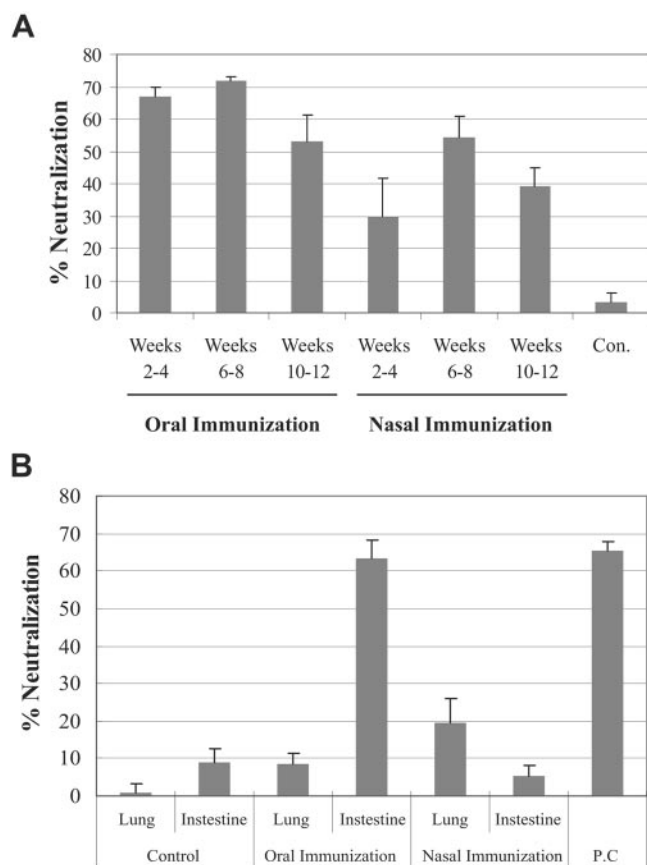 A
% Neutralization
80
70
60
50
40
30
20
10
0
Weeks Weeks Weeks Weeks Weeks Weeks Con.
2-4 6-8 10-12 2-4 6-8 10-12
Oral Immunization Nasal Immunization
B
% Neutralization
80
70
60
50
40
30
20
10
0
Lung Instestine Lung Instestine Lung Instestine
Control Oral Immunization Nasal Immunization P.C